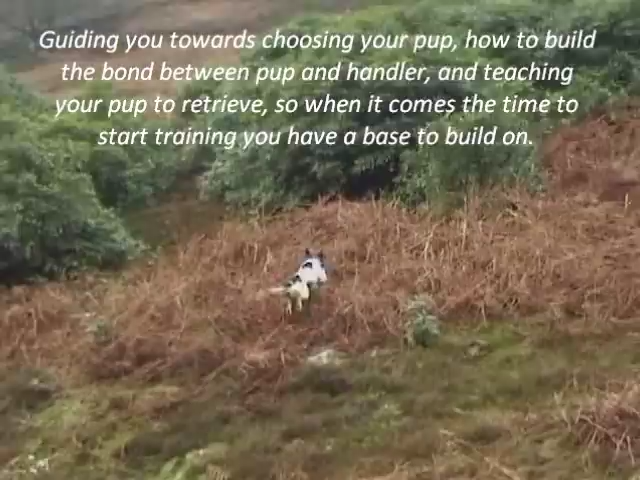 Guiding you towards choosing your pup, how to build
the bond between pup and handler, and teaching
your pup to retrieve, so when it comes the time to
start training you have a base to build on.